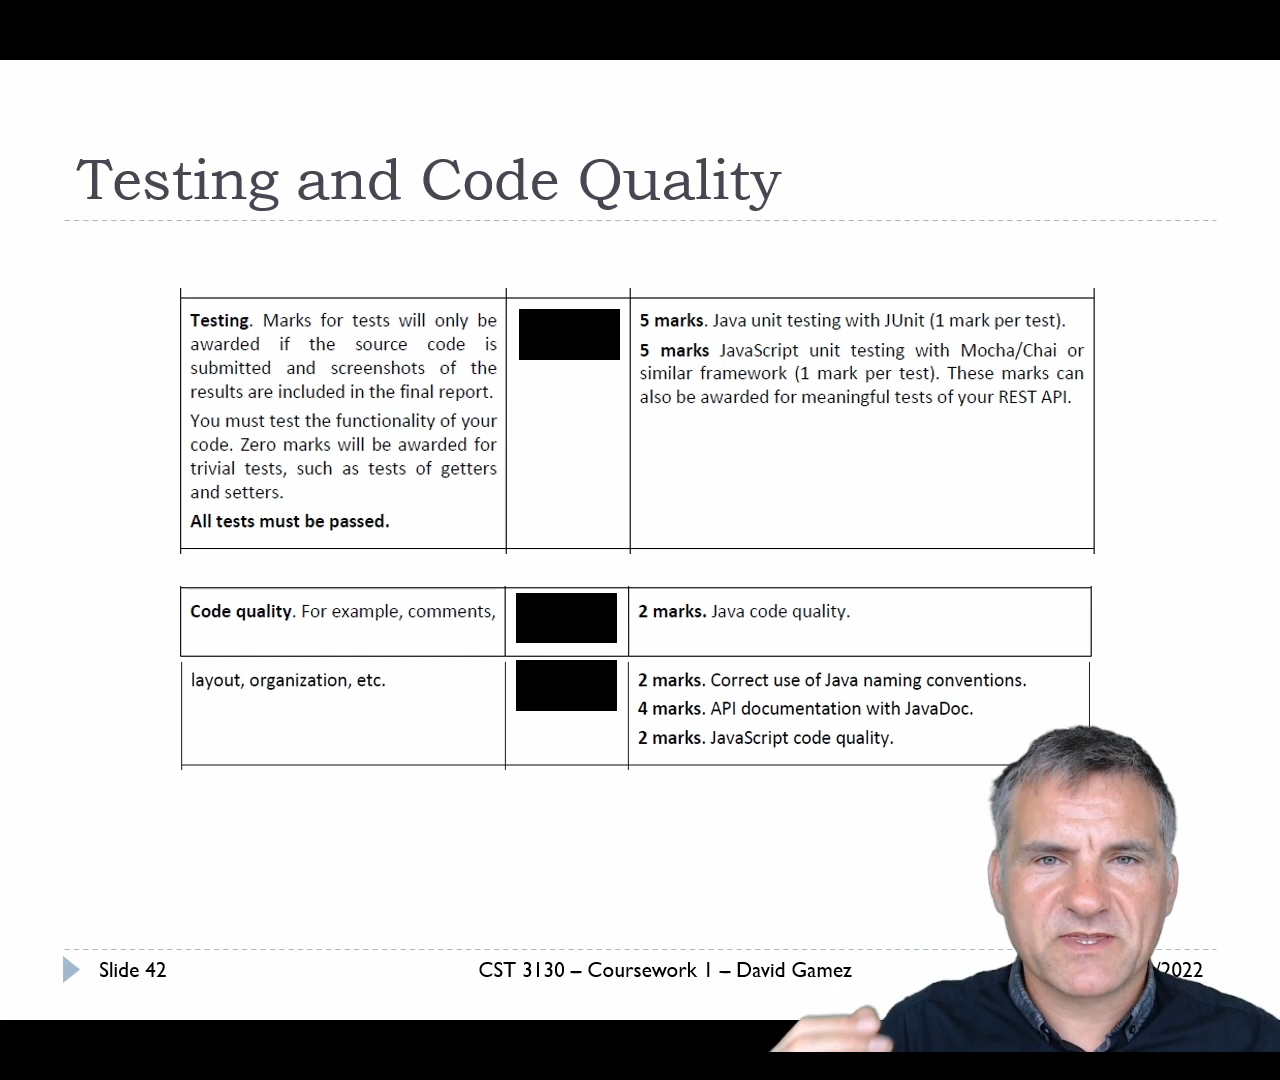 Testing and Code Quality
Testing. Marks for tests will only be
awarded if the source code is
submitted and screenshots of the
results are included in the final report.
You must test the functionality of your
code. Zero marks will be awarded for
trivial tests, such as tests of getters
and setters.
All tests must be passed.
5 marks. Java unit testing with JUnit (1 mark per test).
5 marks JavaScript unit testing with Mocha/Chai or
similar framework (1 mark per test). These marks can
also be awarded for meaningful tests of your REST API.
Code quality. For example, comments,
2 marks. Java code quality.
layout, organization, etc.
2 marks. Correct use of Java naming conventions.
4 marks. API documentation with JavaDoc.
2 marks. JavaScript code quality.
Slide 42
CST 3130 – Coursework 1 – David Gamez
/2022